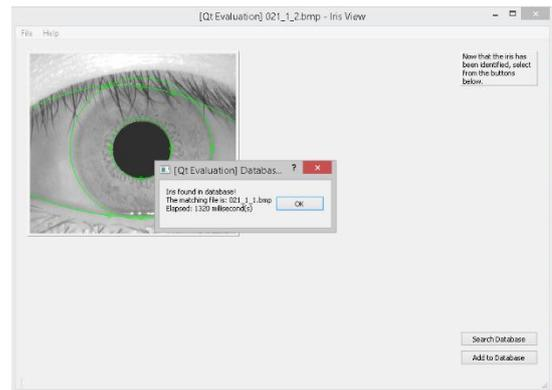 [Qt Evaluation] 021_1_2.bmp - Iris View
File Help
Now that the iris has
been identified, select
from the buttons
below.
[Qt Evaluation] Databas... ?
Iris found in database!
The matching file is: 021_1_1.bmp
Elapsed: 1320 millisecond(s)
OK
Search Database
Add to Database